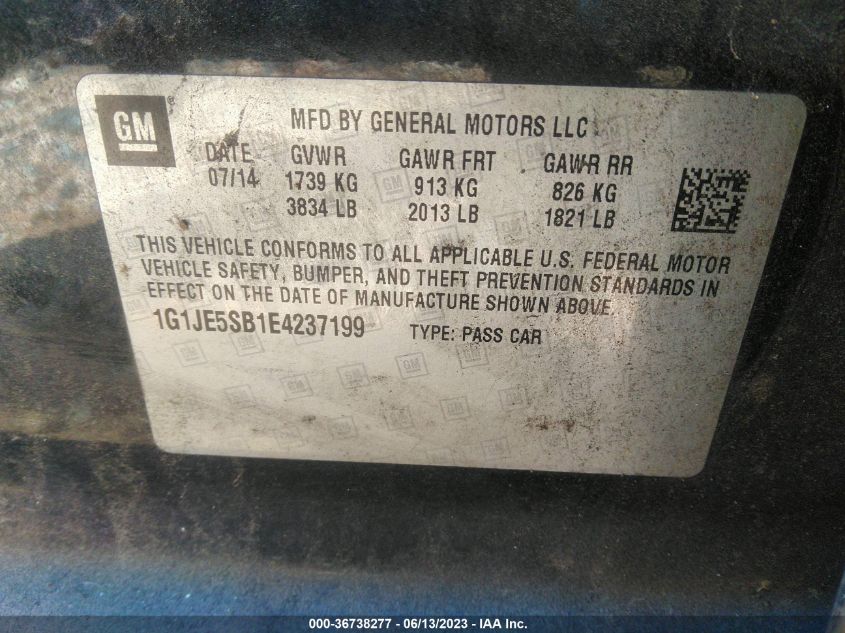 GM
MFD BY GENERAL MOTORS LLC
DATE GVWR GAWR FRT GAWR RR
07/14 1739 KG 913 KG 826 KG
3834 LB 2013 LB 1821 LB
THIS VEHICLE CONFORMS TO ALL APPLICABLE U.S. FEDERAL MOTOR
VEHICLE SAFETY, BUMPER, AND THEFT PREVENTION STANDARDS IN
EFFECT ON THE DATE OF MANUFACTURE SHOWN ABOVE.
1G1JE5SB1E4237199 TYPE: PASS CAR
000-36738277 - 06/13/2023 - IAA Inc.